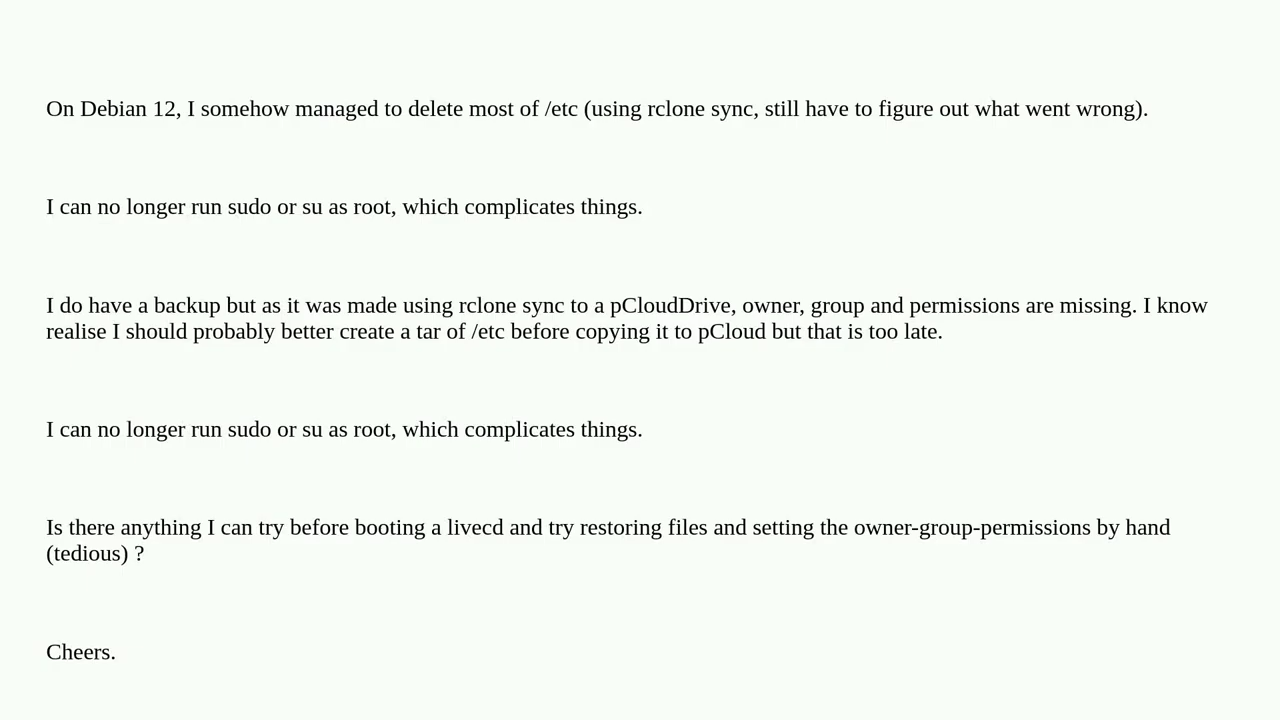 On Debian 12, I somehow managed to delete most of /etc (using rclone sync, still have to figure out what went wrong).
I can no longer run sudo or su as root, which complicates things.
I do have a backup but as it was made using rclone sync to a pCloudDrive, owner, group and permissions are missing. I know
realise I should probably better create a tar of /etc before copying it to pCloud but that is too late.
I can no longer run sudo or su as root, which complicates things.
Is there anything I can try before booting a livecd and try restoring files and setting the owner-group-permissions by hand
(tedious) ?
Cheers.